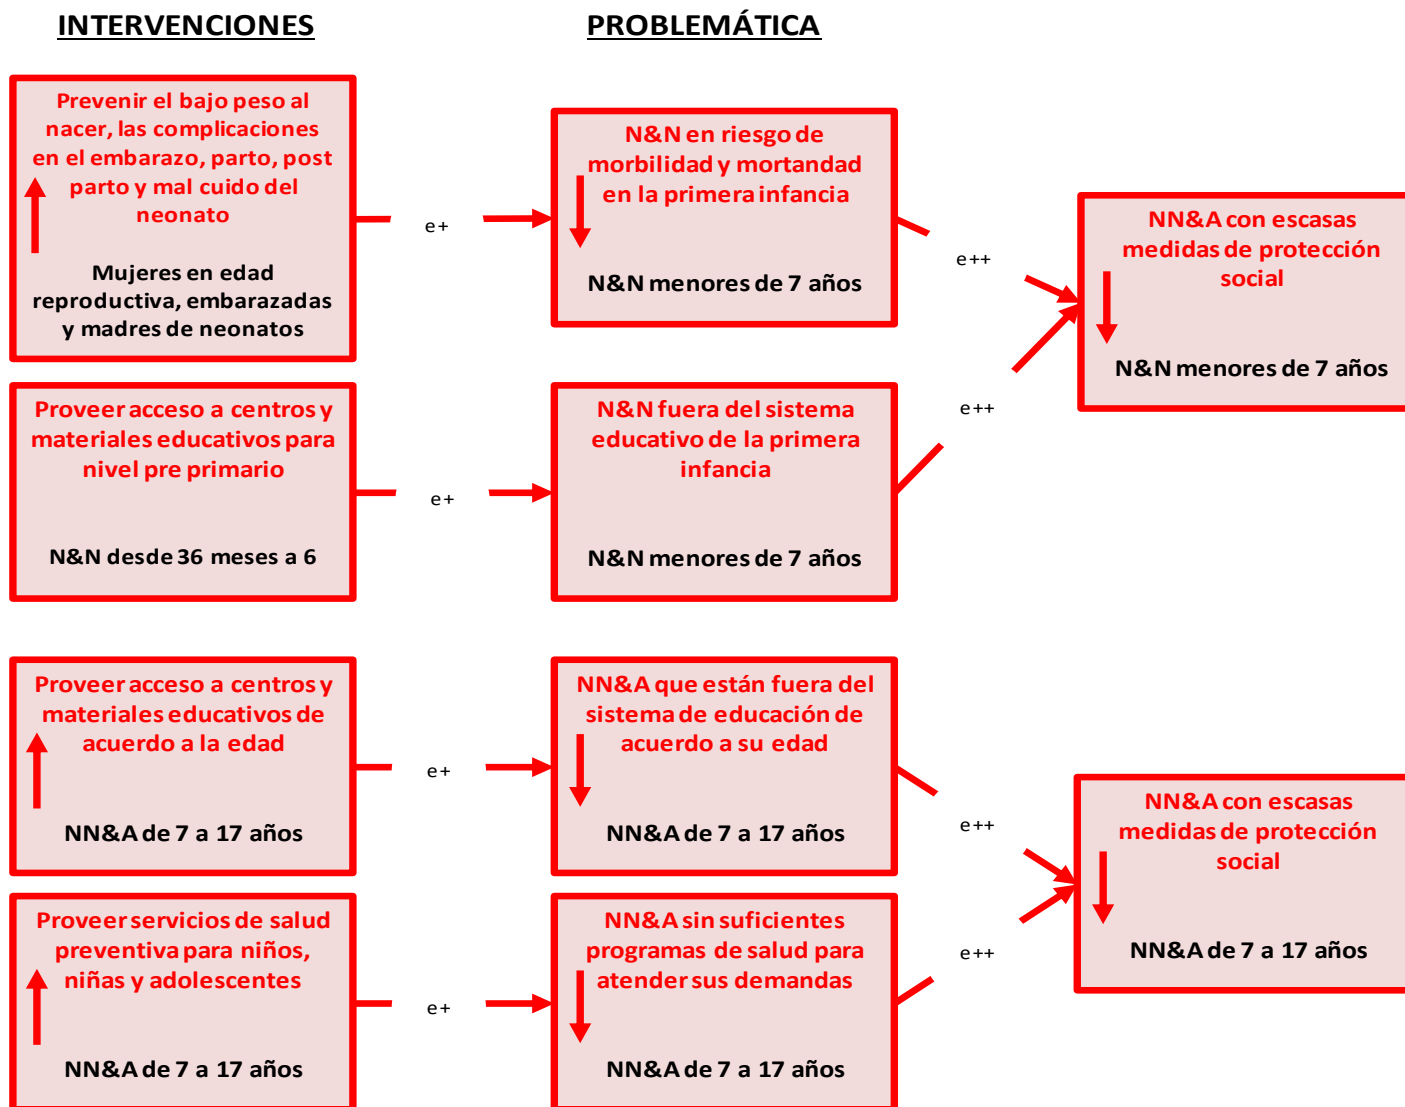 INTERVENCIONES
PROBLEMÁTICA
Prevenir el bajo peso al
nacer, las complicaciones
en el embarazo, parto, post
parto y mal cuido del
neonato
Mujeres en edad
reproductiva, embarazadas
y madres de neonatos
e+
N&N en riesgo de
morbilidad y mortandad
en la primera infancia
N&N menores de 7 años
e++
NN&A con escasas
medidas de protección
social
N&N menores de 7 años
Proveer acceso a centros y
materiales educativos para
nivel pre primario
N&N desde 36 meses a 6
e+
N&N fuera del sistema
educativo de la primera
infancia
N&N menores de 7 años
e++
Proveer acceso a centros y
materiales educativos de
acuerdo a la edad
NN&A de 7 a 17 años
e+
NN&A que están fuera del
sistema de educación de
acuerdo a su edad
NN&A de 7 a 17 años
e++
NN&A con escasas
medidas de protección
social
NN&A de 7 a 17 años
Proveer servicios de salud
preventiva para niños,
niñas y adolescentes
NN&A de 7 a 17 años
e+
NN&A sin suficientes
programas de salud para
atender sus demandas
NN&A de 7 a 17 años
e++